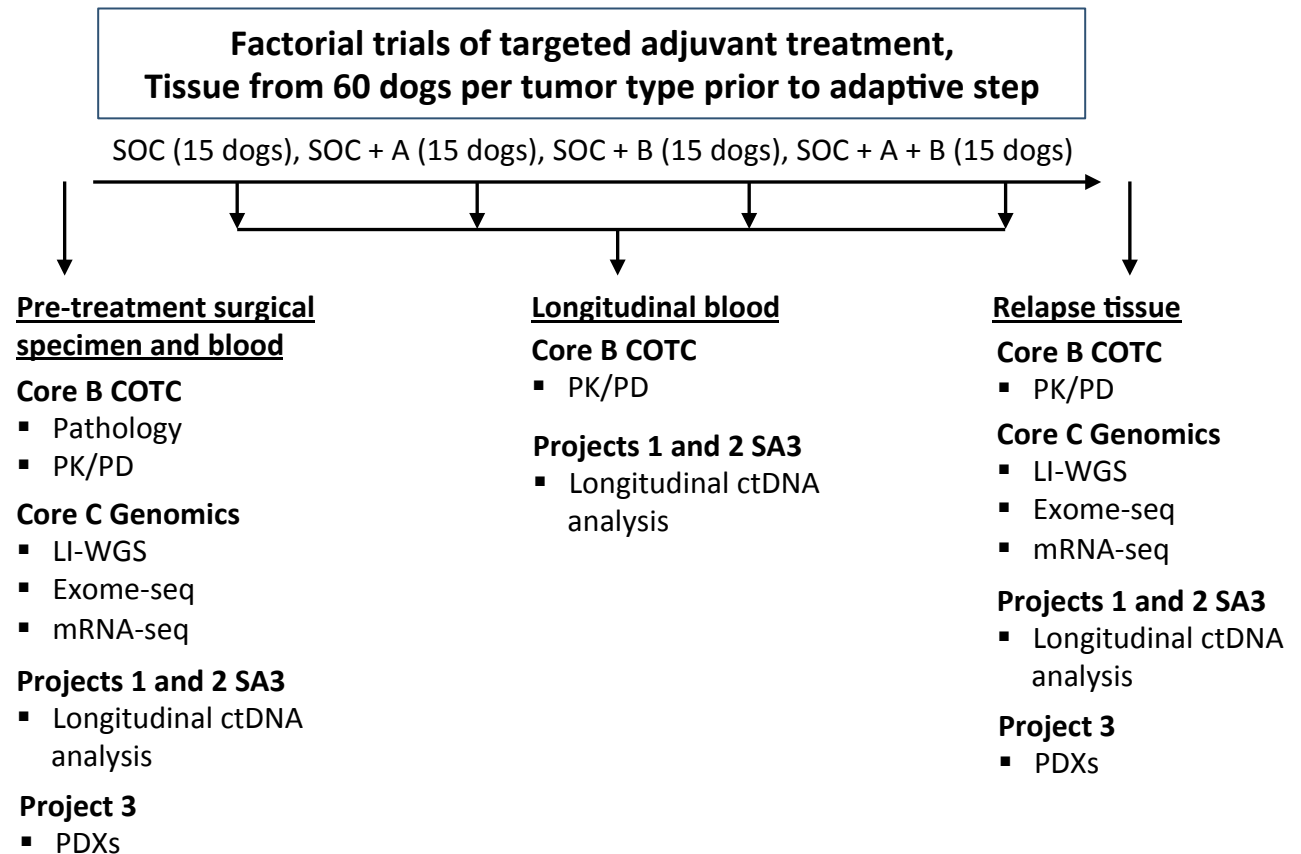 Factorial trials of targeted adjuvant treatment,
Tissue from 60 dogs per tumor type prior to adaptive step
SOC (15 dogs), SOC + A (15 dogs), SOC + B (15 dogs), SOC + A + B (15 dogs)
Pre-treatment surgical
specimen and blood
Core B COTC
▪ Pathology
▪ PK/PD
Core C Genomics
▪ LI-WGS
▪ Exome-seq
▪ mRNA-seq
Projects 1 and 2 SA3
▪ Longitudinal ctDNA
analysis
Project 3
▪ PDXs
Longitudinal blood
Core B COTC
▪ PK/PD
Projects 1 and 2 SA3
▪ Longitudinal ctDNA
analysis
Relapse tissue
Core B COTC
▪ PK/PD
Core C Genomics
▪ LI-WGS
▪ Exome-seq
▪ mRNA-seq
Projects 1 and 2 SA3
▪ Longitudinal ctDNA
analysis
Project 3
▪ PDXs